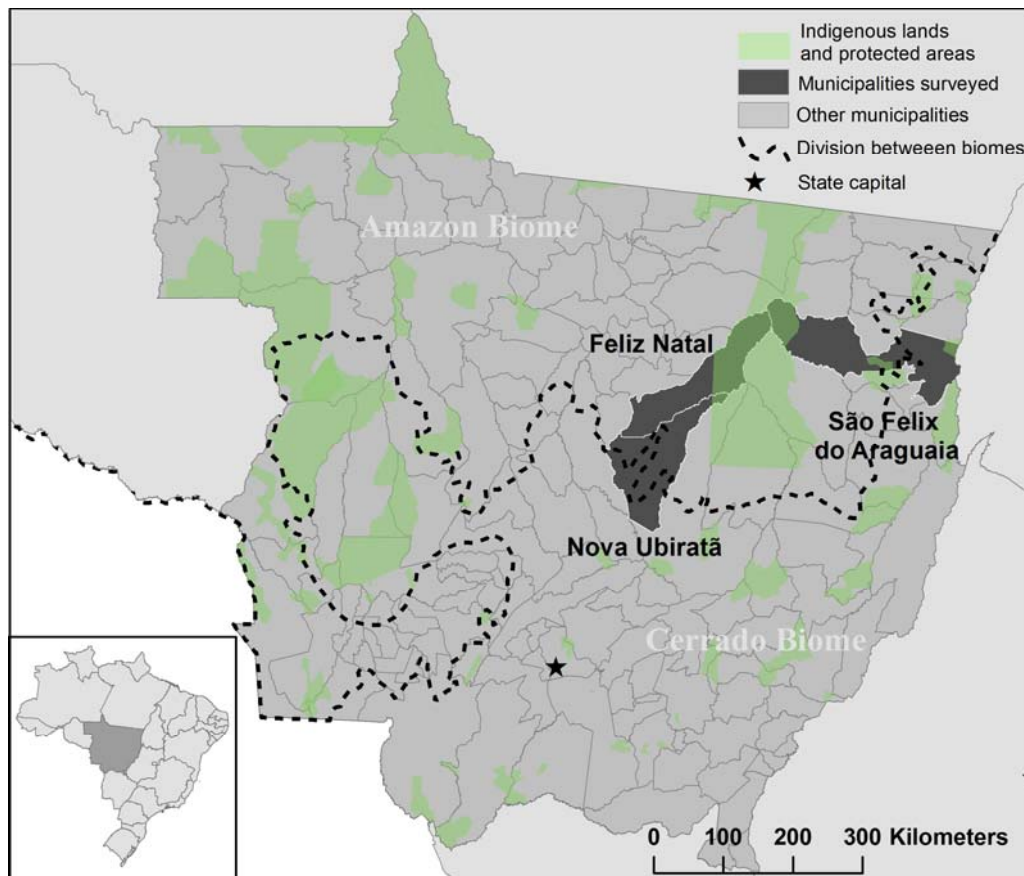 Indigenous lands
and protected areas
Municipalities surveyed
Other municipalities
Division betweeen biomes
State capital
Amazon Biome
Feliz Natal
São Felix
do Araguaia
Nova Ubiratã
Cerrado Biome
0 100 200 300 Kilometers